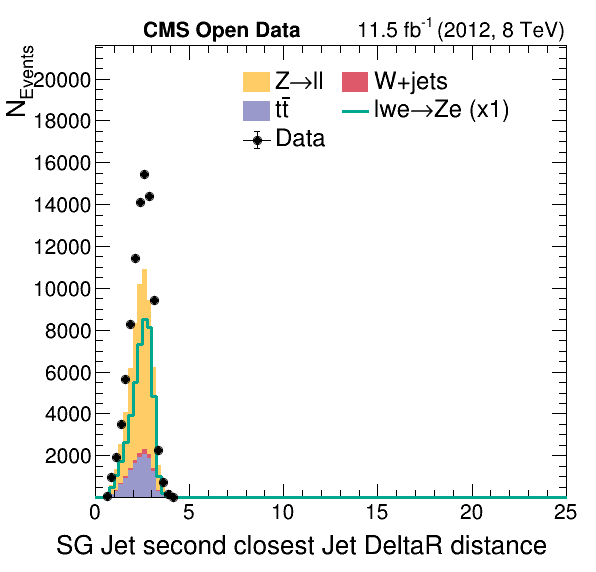 CMS Open Data 11.5 fb⁻¹ (2012, 8 TeV)
N_Events
20000
18000
16000
14000
12000
10000
8000
6000
4000
2000
Z→ll W+jets
tt̄ lwe→Ze (x1)
Data
0 5 10 15 20 25
SG Jet second closest Jet DeltaR distance